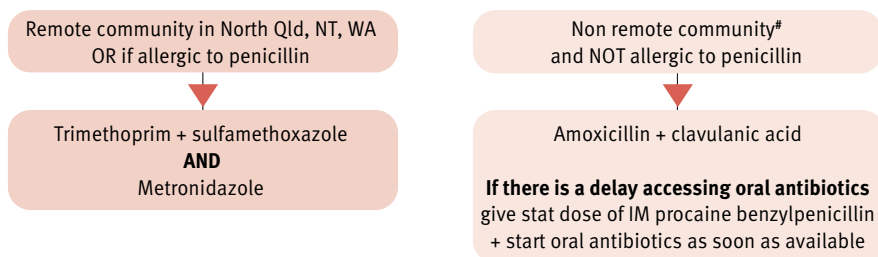 Remote community in North Qld, NT, WA
OR if allergic to penicillin
Trimethoprim + sulfamethoxazole
AND
Metronidazole
Non remote community#
and NOT allergic to penicillin
Amoxicillin + clavulanic acid
If there is a delay accessing oral antibiotics
give stat dose of IM procaine benzylpenicillin
+ start oral antibiotics as soon as available